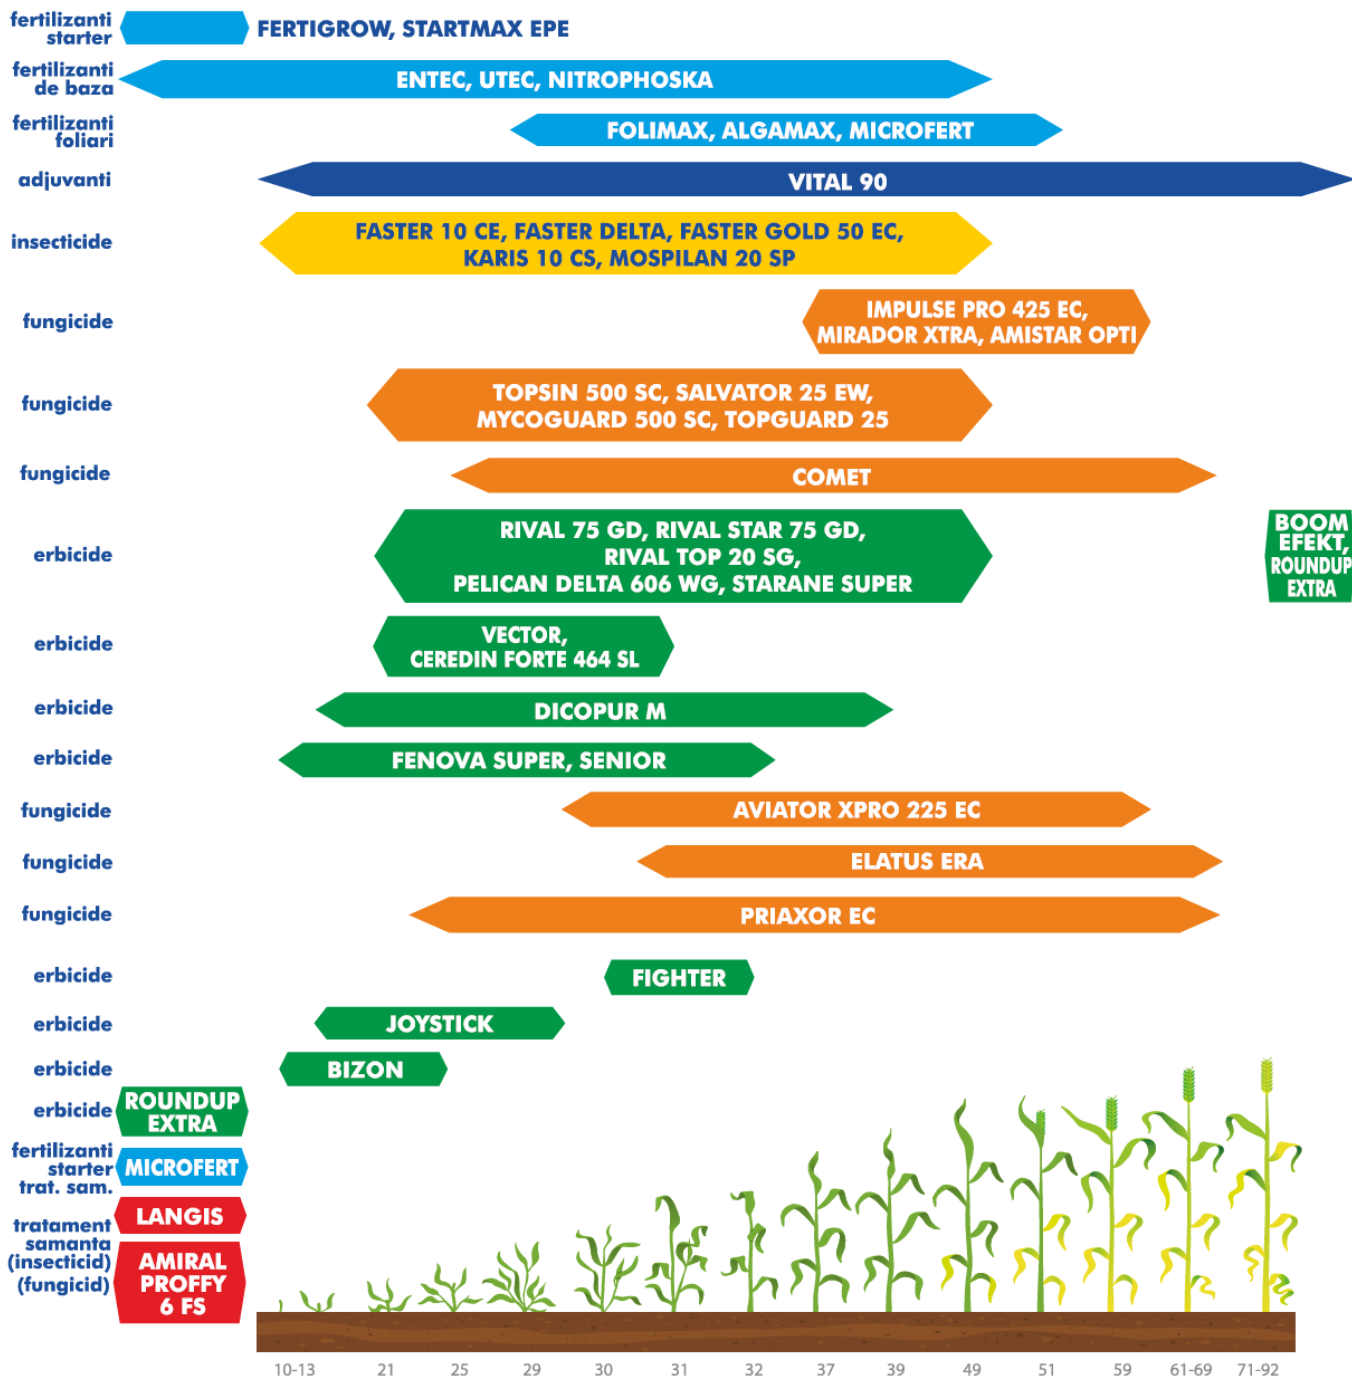 fertilizanti
starter
FERTIGROW, STARTMAX EPE
fertilizanti
de baza
ENTEC, UTEC, NITROPHOSKA
fertilizanti
foliari
FOLIMAX, ALGAMAX, MICROFERT
adjuvanti
VITAL 90
insecticide
FASTER 10 CE, FASTER DELTA, FASTER GOLD 50 EC,
KARIS 10 CS, MOSPILAN 20 SP
fungicide
IMPULSE PRO 425 EC,
MIRADOR XTRA, AMISTAR OPTI
fungicide
TOPSIN 500 SC, SALVATOR 25 EW,
MYCOGUARD 500 SC, TOPGUARD 25
fungicide
COMET
erbicide
RIVAL 75 GD, RIVAL STAR 75 GD,
RIVAL TOP 20 SG,
PELICAN DELTA 606 WG, STARANE SUPER
BOOM
EFEKT,
ROUNDUP
EXTRA
erbicide
VECTOR,
CEREDIN FORTE 464 SL
erbicide
DICOPUR M
erbicide
FENOVA SUPER, SENIOR
fungicide
AVIATOR XPRO 225 EC
fungicide
ELATUS ERA
fungicide
PRIAXOR EC
erbicide
FIGHTER
erbicide
JOYSTICK
erbicide
BIZON
erbicide
ROUNDUP
EXTRA
fertilizanti
starter
trat. sam.
MICROFERT
tratament
samanta
(insecticid)
(fungicid)
LANGIS
AMIRAL
PROFFY
6 FS
10-13 21 25 29 30 31 32 37 39 49 51 59 61-69 71-92